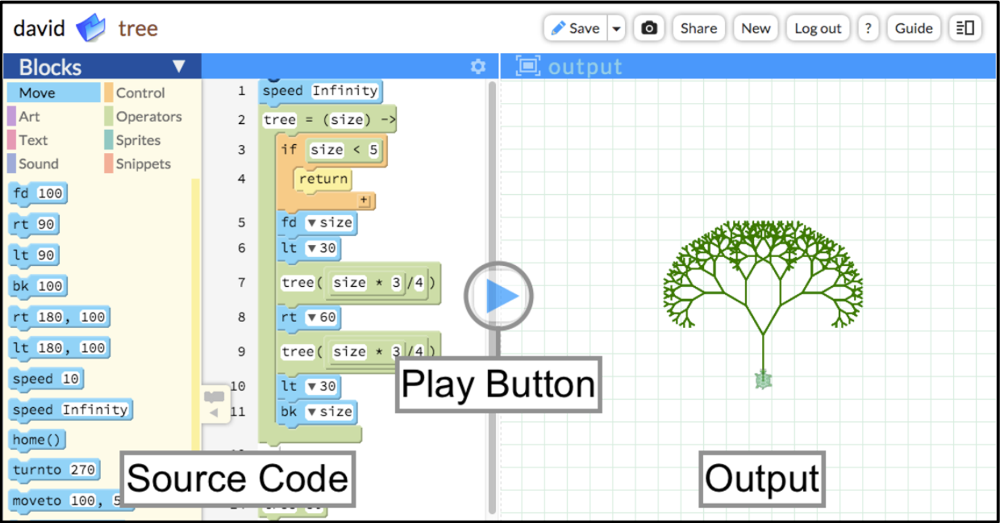 david tree
Save Share New Log out ? Guide
Blocks
output
Move Control
Art Operators
Text Sprites
Sound Snippets
fd 100
rt 90
lt 90
bk 100
rt 180, 100
lt 180, 100
speed 10
speed Infinity
home()
turnto 270
moveto 100, 5
1 speed Infinity
2 tree = (size) ->
3 if size < 5
4 return
+
5 fd ▼ size
6 lt ▼ 30
7 tree( size * 3 /4 )
8 rt ▼ 60
9 tree( size * 3 /4 )
10 lt ▼ 30
11 bk ▼ size
Play Button
Source Code
Output